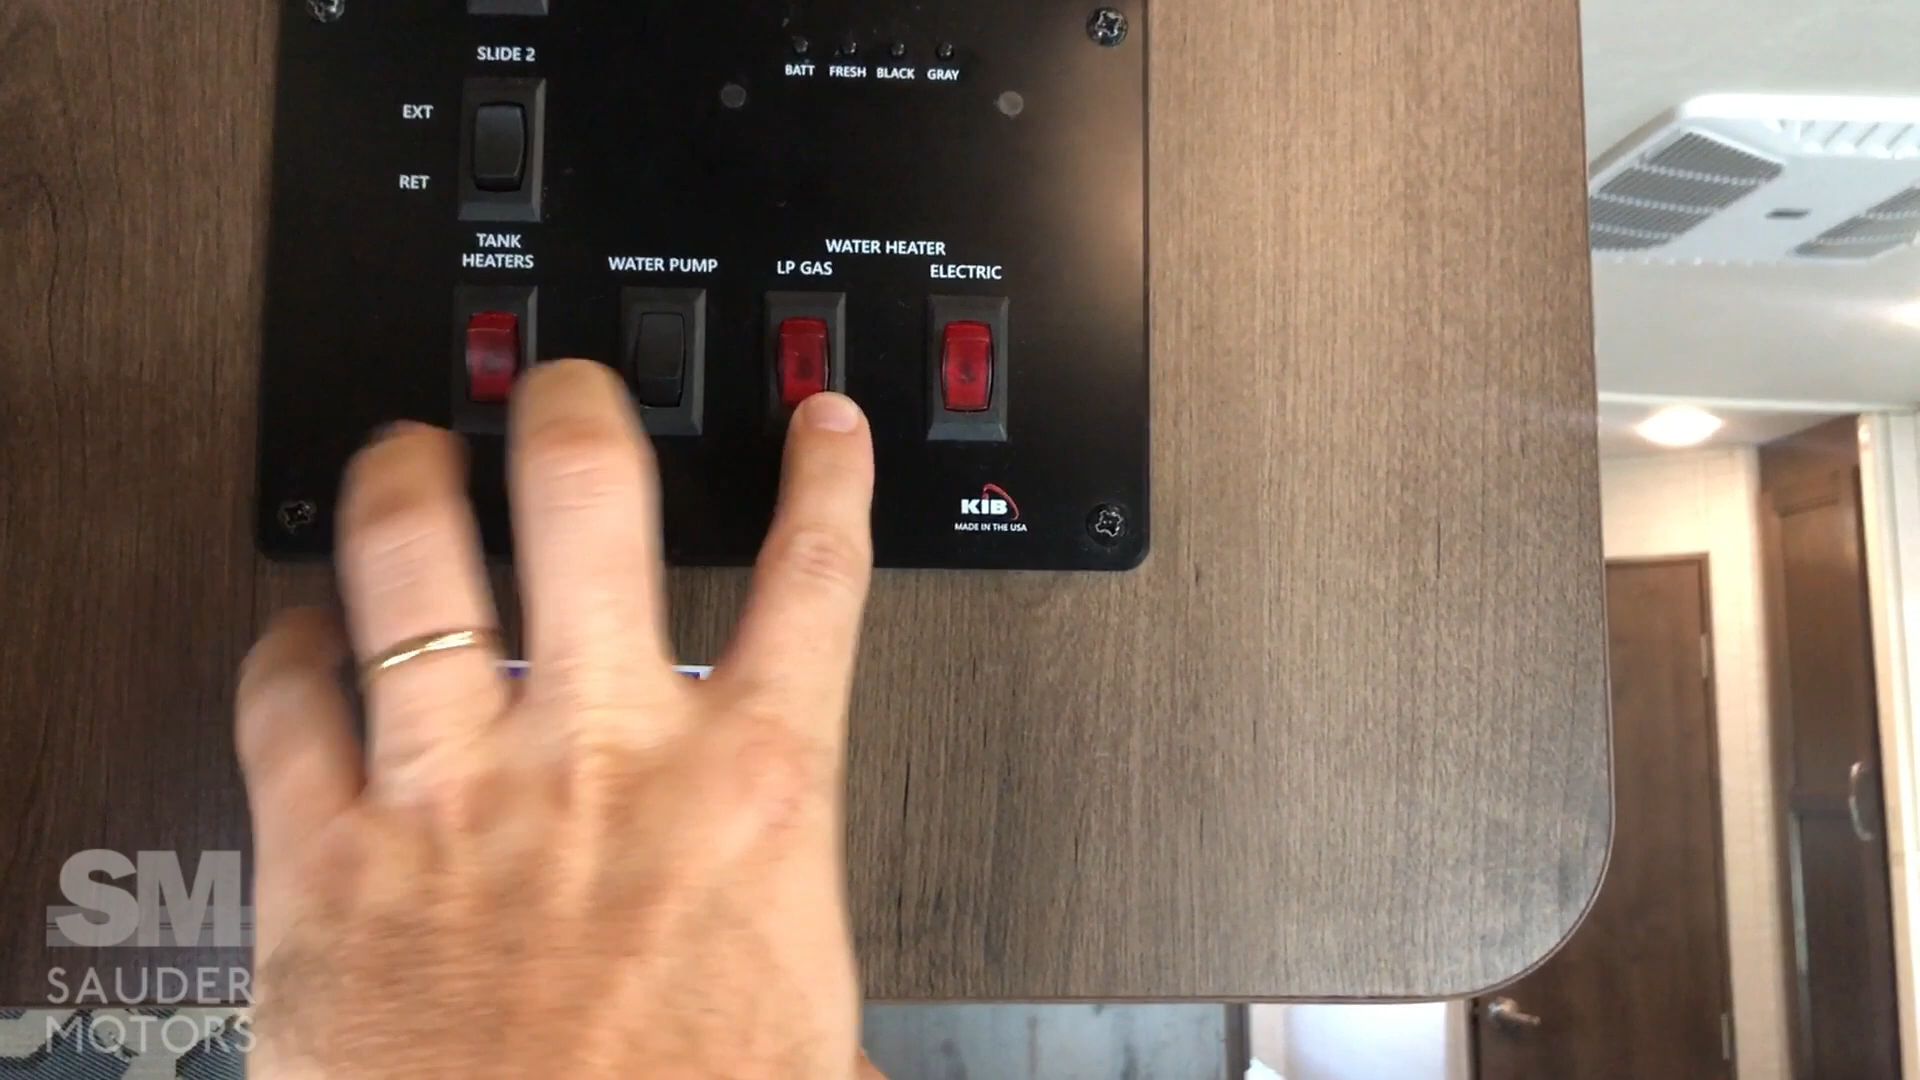 SLIDE 2
EXT
RET
BATT FRESH BLACK GRAY
TANK
HEATERS
WATER PUMP
WATER HEATER
LP GAS
ELECTRIC
KIB
MADE IN THE USA
SM
SAUDER
MOTORS